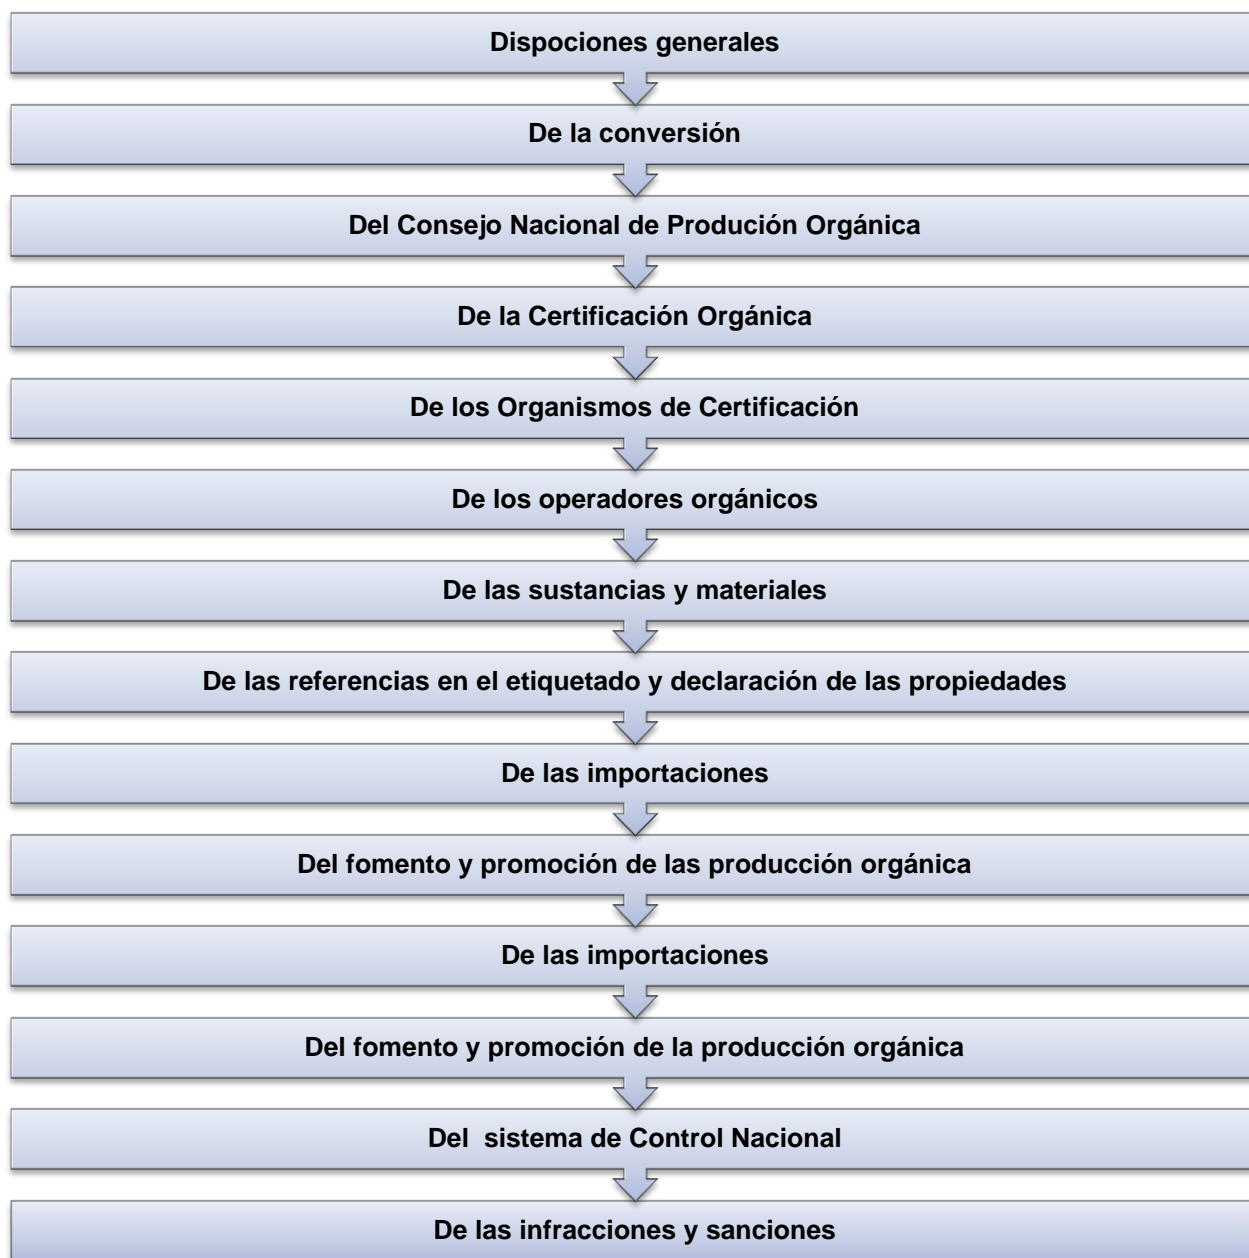 Dispociones generales
De la conversión
Del Consejo Nacional de Produción Orgánica
De la Certificación Orgánica
De los Organismos de Certificación
De los operadores orgánicos
De las sustancias y materiales
De las referencias en el etiquetado y declaración de las propiedades
De las importaciones
Del fomento y promoción de las producción orgánica
De las importaciones
Del fomento y promoción de la producción orgánica
Del  sistema de Control Nacional
De las infracciones y sanciones